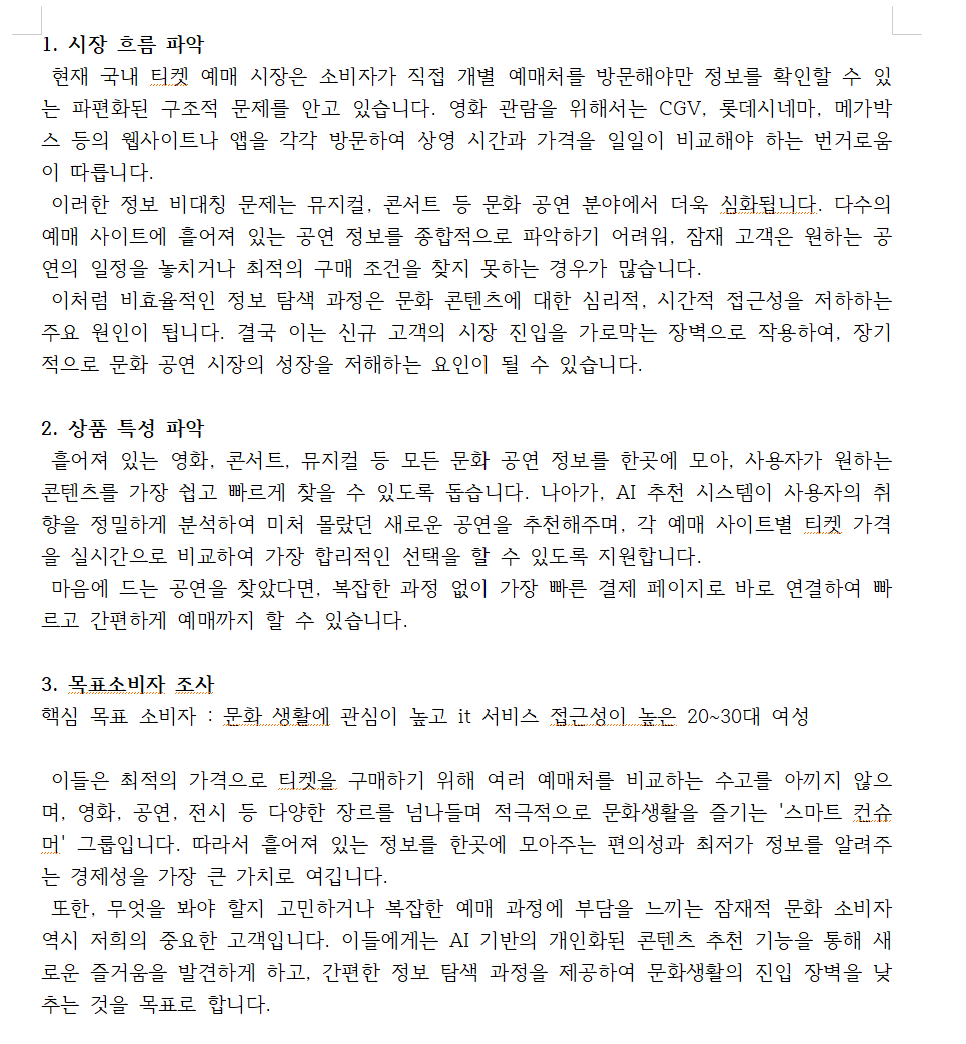 1. 시장 흐름 파악
현재 국내 티켓 예매 시장은 소비자가 직접 개별 예매처를 방문해야만 정보를 확인할 수 있
는 파편화된 구조적 문제를 안고 있습니다. 영화 관람을 위해서는 CGV, 롯데시네마, 메가박
스 등의 웹사이트나 앱을 각각 방문하여 상영 시간과 가격을 일일이 비교해야 하는 번거로움
이 따릅니다.
이러한 정보 비대칭 문제는 뮤지컬, 콘서트 등 문화 공연 분야에서 더욱 심화됩니다. 다수의
예매 사이트에 흩어져 있는 공연 정보를 종합적으로 파악하기 어려워, 잠재 고객은 원하는 공
연의 일정을 놓치거나 최적의 구매 조건을 찾지 못하는 경우가 많습니다.
이처럼 비효율적인 정보 탐색 과정은 문화 콘텐츠에 대한 심리적, 시간적 접근성을 저하하는
주요 원인이 됩니다. 결국 이는 신규 고객의 시장 진입을 가로막는 장벽으로 작용하여, 장기
적으로 문화 공연 시장의 성장을 저해하는 요인이 될 수 있습니다.
2. 상품 특성 파악
흩어져 있는 영화, 콘서트, 뮤지컬 등 모든 문화 공연 정보를 한곳에 모아, 사용자가 원하는
콘텐츠를 가장 쉽고 빠르게 찾을 수 있도록 돕습니다. 나아가, AI 추천 시스템이 사용자의 취
향을 정밀하게 분석하여 미처 몰랐던 새로운 공연을 추천해주며, 각 예매 사이트별 티켓 가격
을 실시간으로 비교하여 가장 합리적인 선택을 할 수 있도록 지원합니다.
마음에 드는 공연을 찾았다면, 복잡한 과정 없이 가장 빠른 결제 페이지로 바로 연결하여 빠
르고 간편하게 예매까지 할 수 있습니다.
3. 목표소비자 조사
핵심 목표 소비자 : 문화 생활에 관심이 높고 it 서비스 접근성이 높은 20~30대 여성
이들은 최적의 가격으로 티켓을 구매하기 위해 여러 예매처를 비교하는 수고를 아끼지 않으
며, 영화, 공연, 전시 등 다양한 장르를 넘나들며 적극적으로 문화생활을 즐기는 '스마트 컨슈
머' 그룹입니다. 따라서 흩어져 있는 정보를 한곳에 모아주는 편의성과 최저가 정보를 알려주
는 경제성을 가장 큰 가치로 여깁니다.
또한, 무엇을 봐야 할지 고민하거나 복잡한 예매 과정에 부담을 느끼는 잠재적 문화 소비자
역시 저희의 중요한 고객입니다. 이들에게는 AI 기반의 개인화된 콘텐츠 추천 기능을 통해 새
로운 즐거움을 발견하게 하고, 간편한 정보 탐색 과정을 제공하여 문화생활의 진입 장벽을 낮
추는 것을 목표로 합니다.